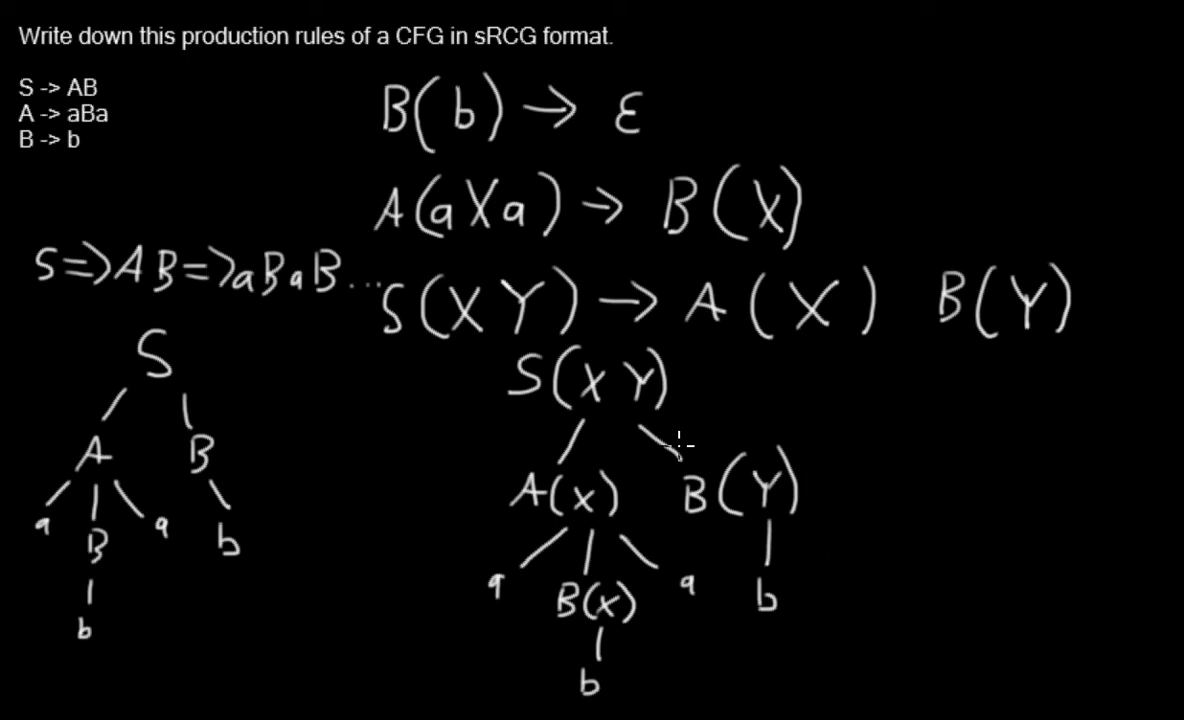 Write down this production rules of a CFG in sRCG format.
S -> AB
A -> aBa
B -> b
B(b) → ε
A(aXa) → B(X)
S⇒AB⇒aBaB...
S(XY) → A(X) B(Y)
S
A B
a B a b
b
S(XY)
A(X) B(Y)
a B(X) a b
b